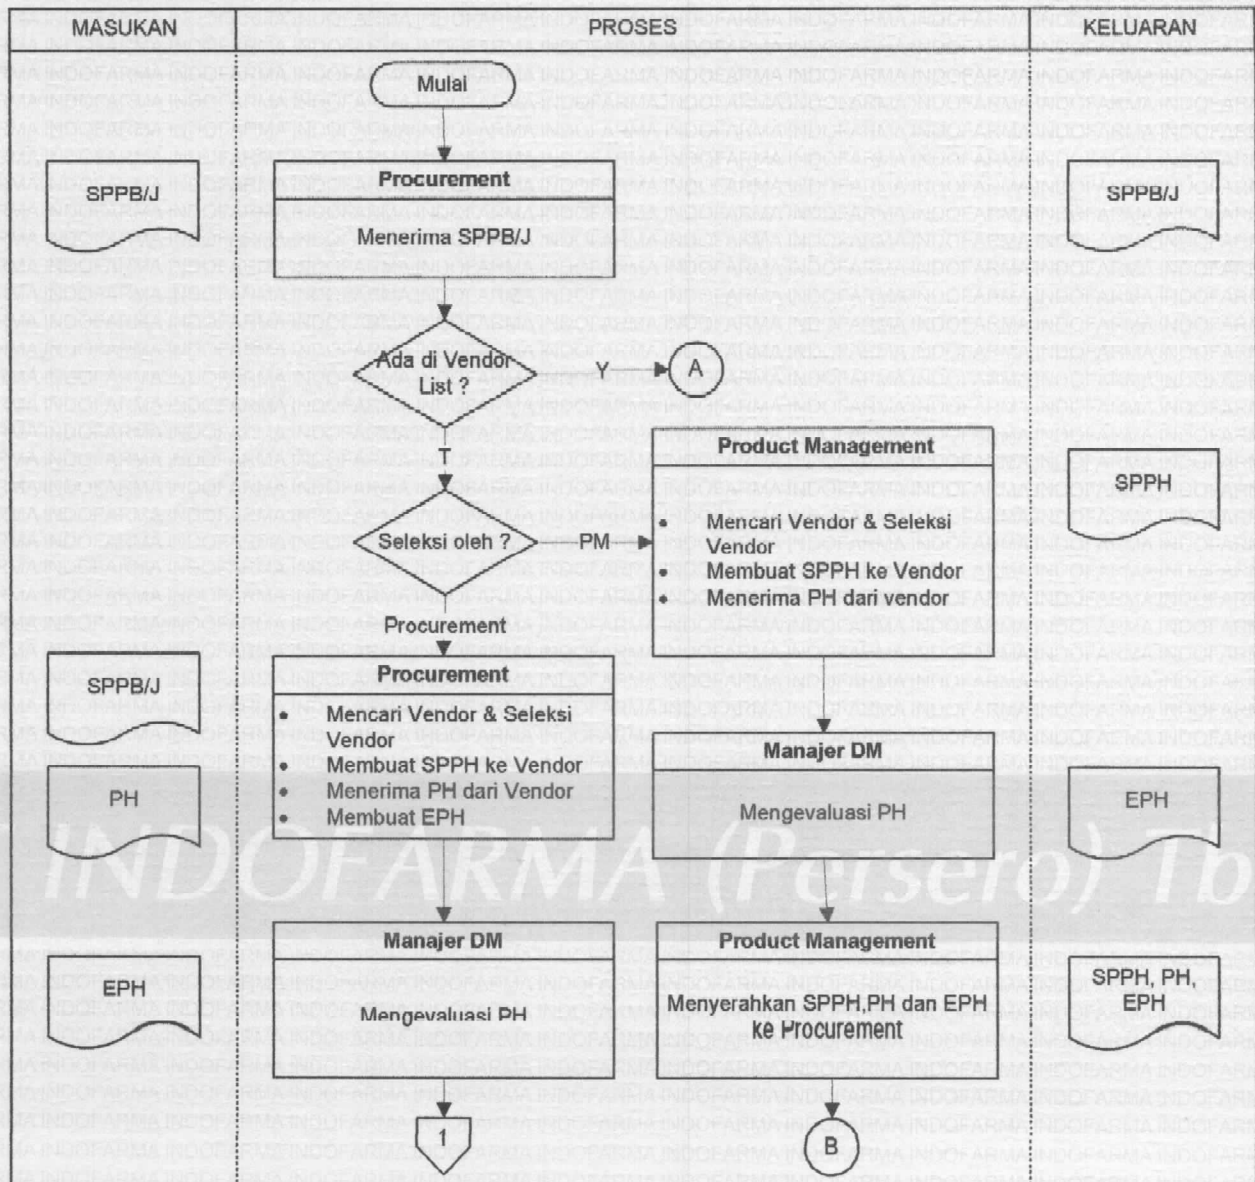 MASUKAN
PROSES
KELUARAN
Mulai
Procurement
SPPB/J
Menerima SPPB/J
SPPB/J
Ada di Vendor
List ?
Y
A
T
Product Management
Seleksi oleh ?
PM
• Mencari Vendor & Seleksi
Vendor
• Membuat SPPH ke Vendor
• Menerima PH dari vendor
SPPH
Procurement
Procurement
SPPB/J
• Mencari Vendor & Seleksi
Vendor
• Membuat SPPH ke Vendor
• Menerima PH dari Vendor
• Membuat EPH
PH
Manajer DM
Mengevaluasi PH
EPH
INDOFARMA (Persero) Tb
Manajer DM
Mengevaluasi PH
EPH
Product Management
Menyerahkan SPPH,PH dan EPH
ke Procurement
SPPH, PH
EPH
1
B